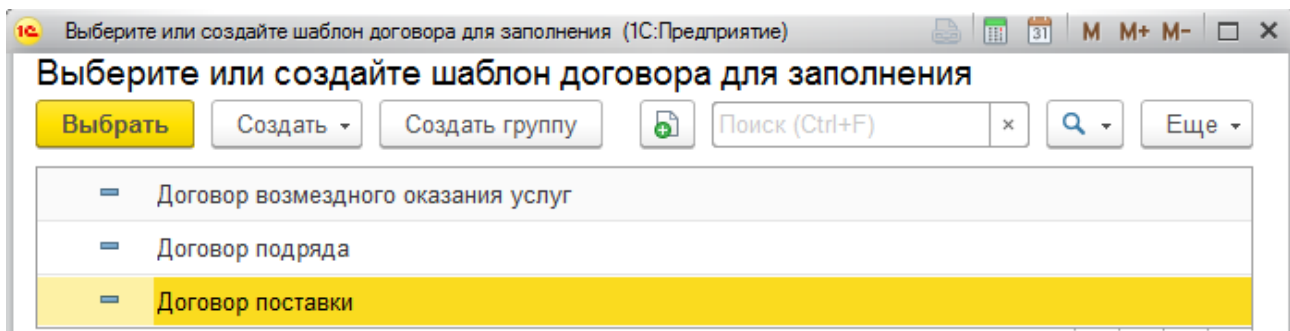 1С Выберите или создайте шаблон договора для заполнения (1С:Предприятие) 31 M M+ M-
Выберите или создайте шаблон договора для заполнения
Выбрать Создать Создать группу Поиск (Ctrl+F) × Еще
Договор возмездного оказания услуг
Договор подряда
Договор поставки